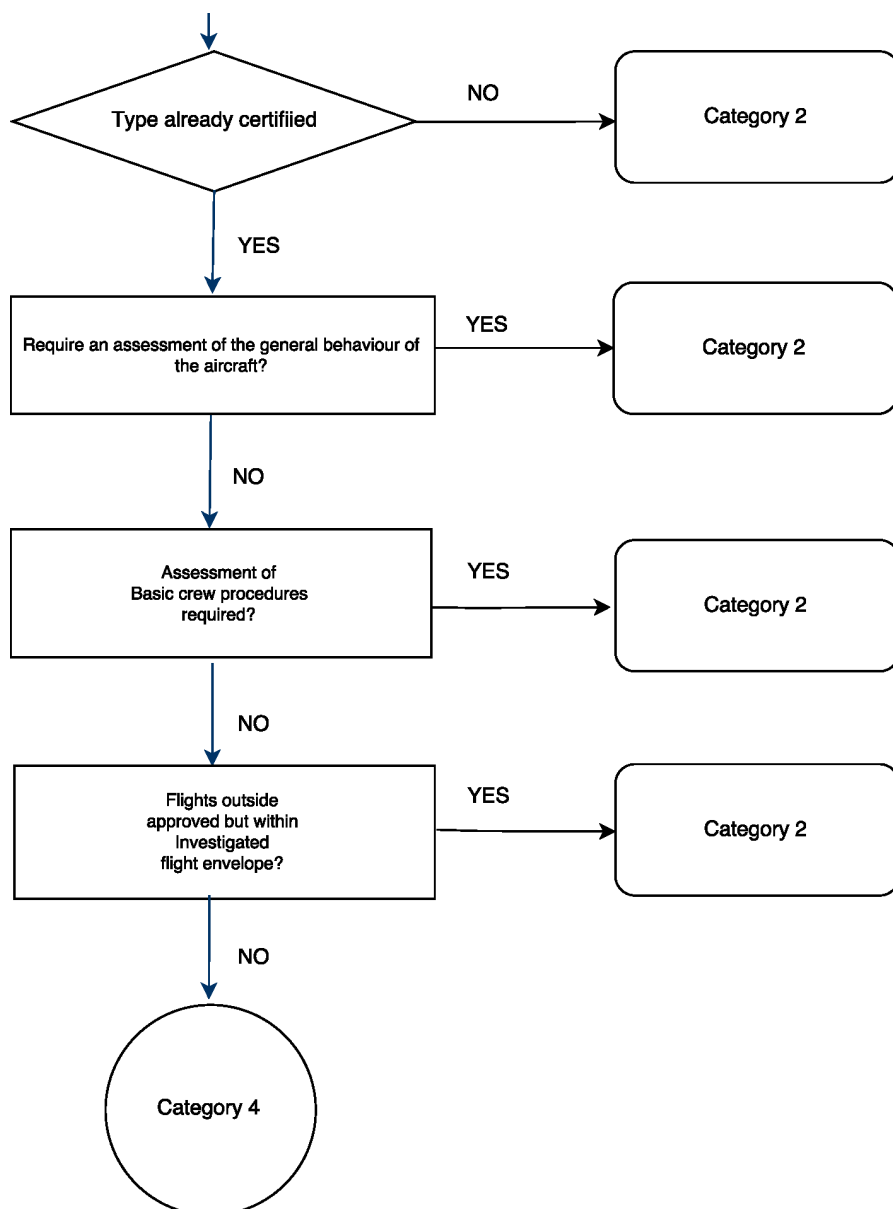 Type already certifiied
NO
Category 2
YES
Require an assessment of the general behaviour of
the aircraft?
YES
Category 2
NO
Assessment of
Basic crew procedures
required?
YES
Category 2
NO
Flights outside
approved but within
Investigated
flight envelope?
YES
Category 2
NO
Category 4